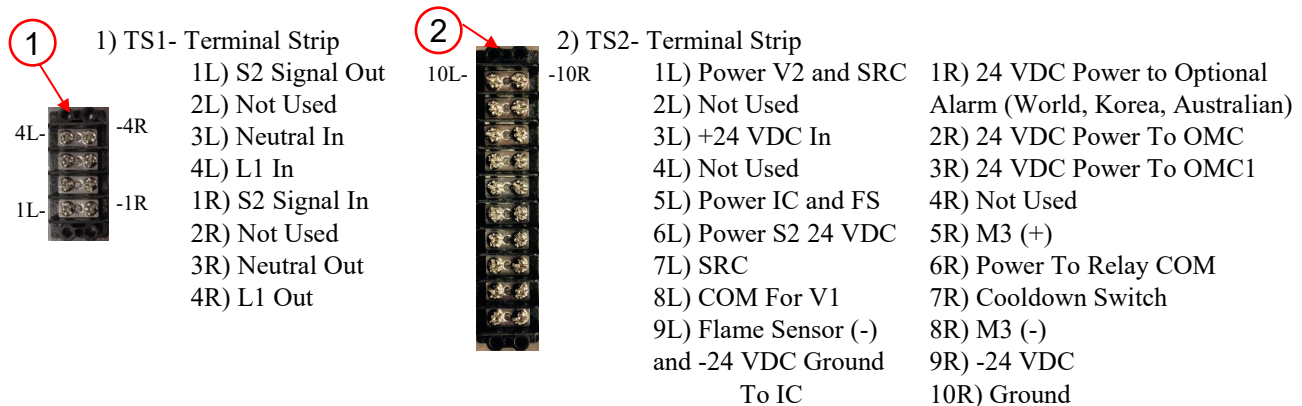 1
1) TS1- Terminal Strip
1L) S2 Signal Out
2L) Not Used
3L) Neutral In
4L) L1 In
1R) S2 Signal In
2R) Not Used
3R) Neutral Out
4R) L1 Out
4L-
-4R
1L-
-1R
2
2) TS2- Terminal Strip
10L-
-10R
1L) Power V2 and SRC
2L) Not Used
3L) +24 VDC In
4L) Not Used
5L) Power IC and FS
6L) Power S2 24 VDC
7L) SRC
8L) COM For V1
9L) Flame Sensor (-)
and -24 VDC Ground
To IC
1R) 24 VDC Power to Optional
Alarm (World, Korea, Australian)
2R) 24 VDC Power To OMC
3R) 24 VDC Power To OMC1
4R) Not Used
5R) M3 (+)
6R) Power To Relay COM
7R) Cooldown Switch
8R) M3 (-)
9R) -24 VDC
10R) Ground